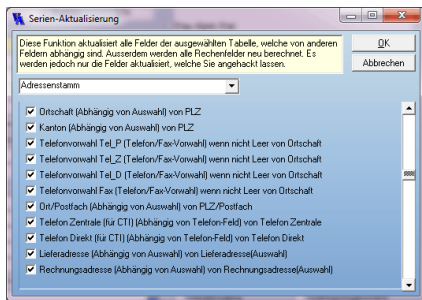 Serien-Aktualisierung
Diese Funktion aktualisiert alle Felder der ausgewählten Tabelle, welche von anderen
Feldern abhängig sind. Ausserdem werden alle Rechenfelder neu berechnet. Es
werden jedoch nur die Felder aktualisiert, welche Sie angehackt lassen.
OK
Abbrechen
Adressenstamm
Ortschaft (Abhängig von Auswahl) von PLZ
Kanton (Abhängig von Auswahl) von PLZ
Telefonvorwahl Tel_P (Telefon/Fax-Vorwahl) wenn nicht Leer von Ortschaft
Telefonvorwahl Tel_Z (Telefon/Fax-Vorwahl) wenn nicht Leer von Ortschaft
Telefonvorwahl Tel_D (Telefon/Fax-Vorwahl) wenn nicht Leer von Ortschaft
Telefonvorwahl Fax (Telefon/Fax-Vorwahl) wenn nicht Leer von Ortschaft
Ort/Postfach (Abhängig von Auswahl) von PLZ/Postfach
Telefon Zentrale (für CTI) (Abhängig von Telefon-Feld) von Telefon Zentrale
Telefon Direkt (für CTI) (Abhängig von Telefon-Feld) von Telefon Direkt
Lieferadresse (Abhängig von Auswahl) von Lieferadresse(Auswahl)
Rechnungsadresse (Abhängig von Auswahl) von Rechnungsadresse(Auswahl)